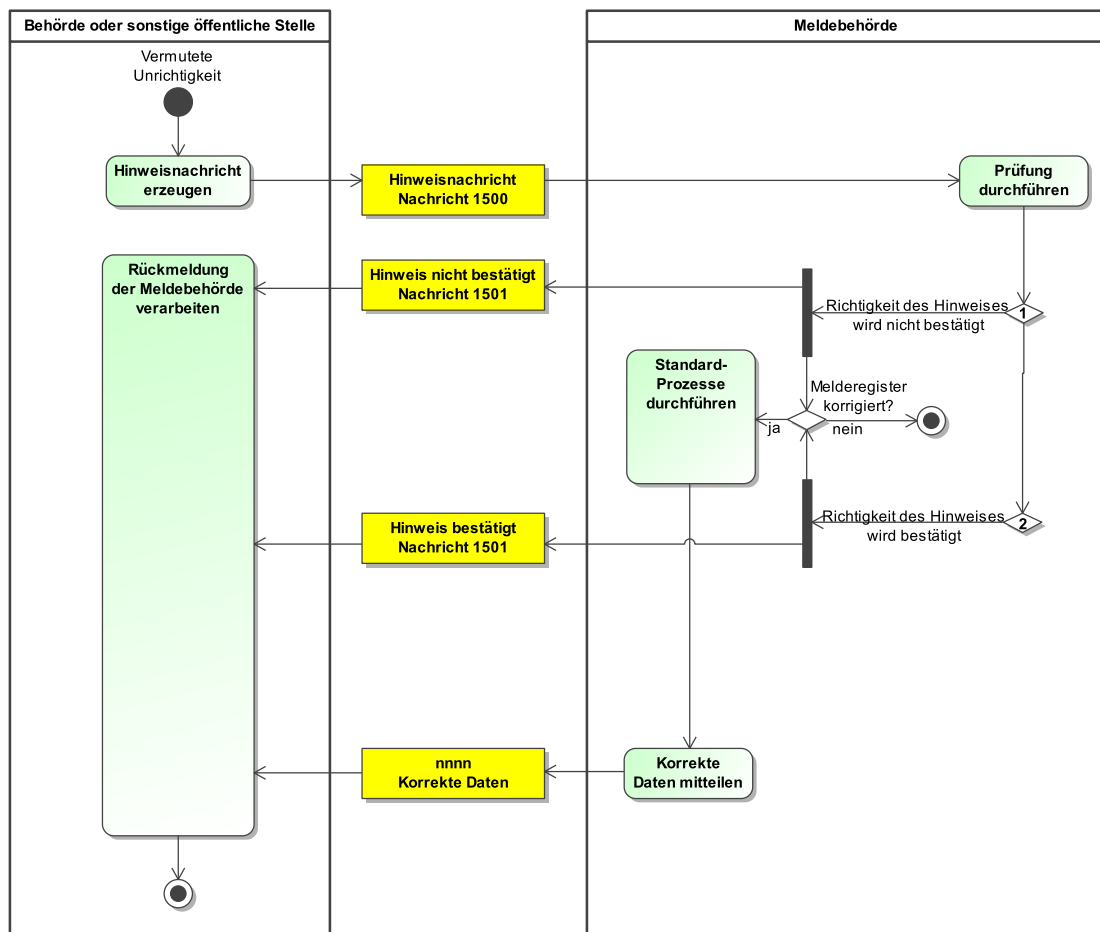 Behörde oder sonstige öffentliche Stelle
Meldebehörde
Vermutete
Unrichtigkeit
Hinweisnachricht
erzeugen
Hinweisnachricht
Nachricht 1500
Prüfung
durchführen
Rückmeldung
der Meldebehörde
verarbeiten
Hinweis nicht bestätigt
Nachricht 1501
Richtigkeit des Hinweises
wird nicht bestätigt
1
Standard-
Prozesse
durchführen
Melderegister
korrigiert?
ja
nein
Hinweis bestätigt
Nachricht 1501
Richtigkeit des Hinweises
wird bestätigt
2
nnnn
Korrekte Daten
Korrekte
Daten mitteilen